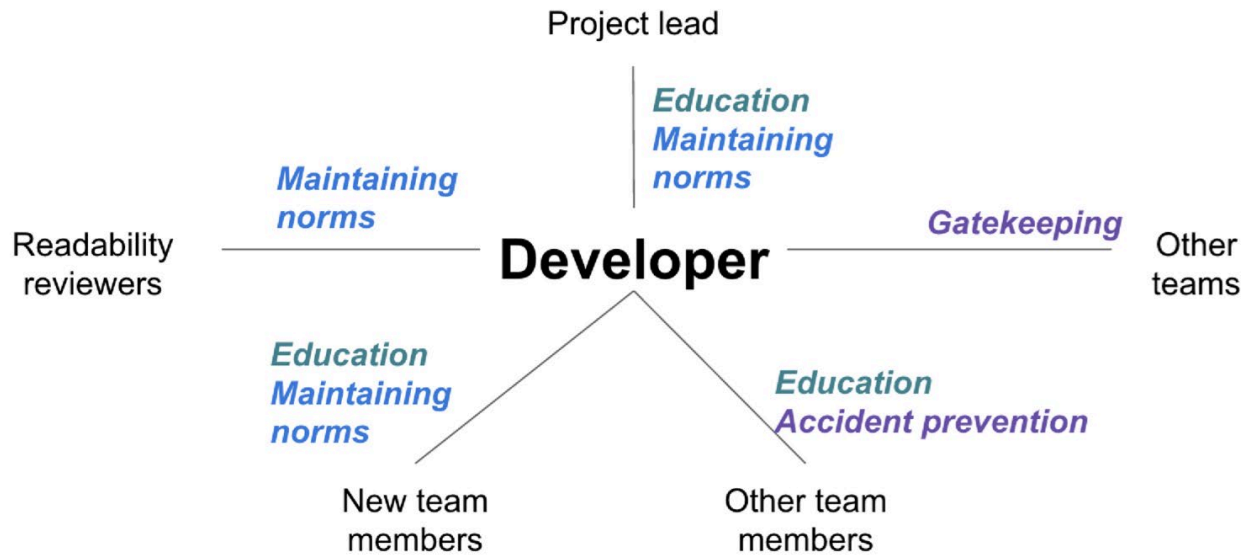 Project lead
Education
Maintaining
norms
Maintaining
norms
Gatekeeping
Readability
reviewers
Developer
Other
teams
Education
Maintaining
norms
Education
Accident prevention
New team
members
Other team
members